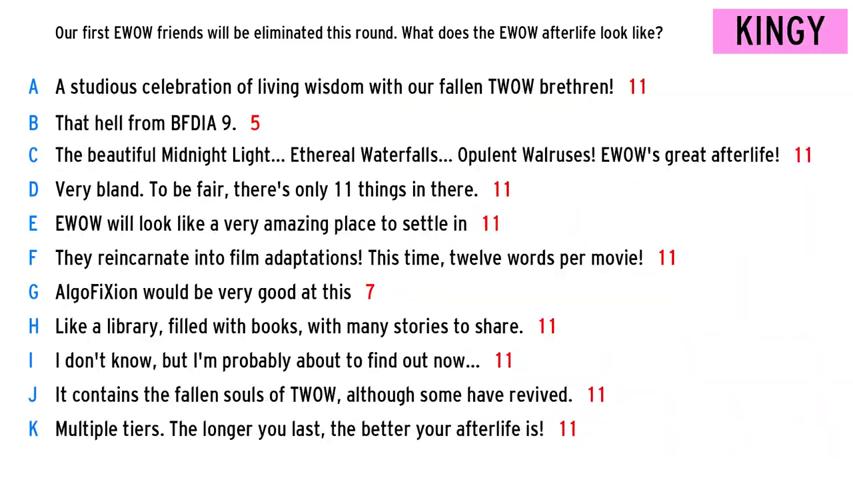 Our first EWOW friends will be eliminated this round. What does the EWOW afterlife look like?
KINGY
A A studious celebration of living wisdom with our fallen TWOW brethren! 11
B That hell from BFDIA 9. 5
C The beautiful Midnight Light... Ethereal Waterfalls... Opulent Walruses! EWOW's great afterlife! 11
D Very bland. To be fair, there's only 11 things in there. 11
E EWOW will look like a very amazing place to settle in 11
F They reincarnate into film adaptations! This time, twelve words per movie! 11
G AlgoFiXion would be very good at this 7
H Like a library, filled with books, with many stories to share. 11
I I don't know, but I'm probably about to find out now... 11
J It contains the fallen souls of TWOW, although some have revived. 11
K Multiple tiers. The longer you last, the better your afterlife is! 11